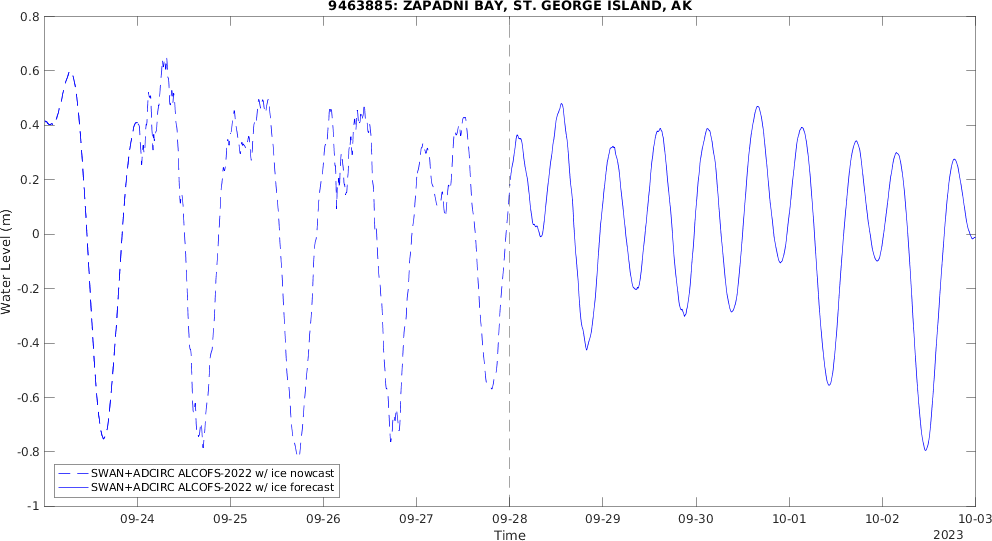 9463885: ZAPADNI BAY, ST. GEORGE ISLAND, AK
0.8
0.6
0.4
0.2
0
-0.2
-0.4
-0.6
-0.8
-1
Water Level (m)
SWAN+ADCIRC ALCOFS-2022 w/ ice nowcast
SWAN+ADCIRC ALCOFS-2022 w/ ice forecast
09-24 09-25 09-26 09-27 09-28 09-29 09-30 10-01 10-02 10-03
Time
2023